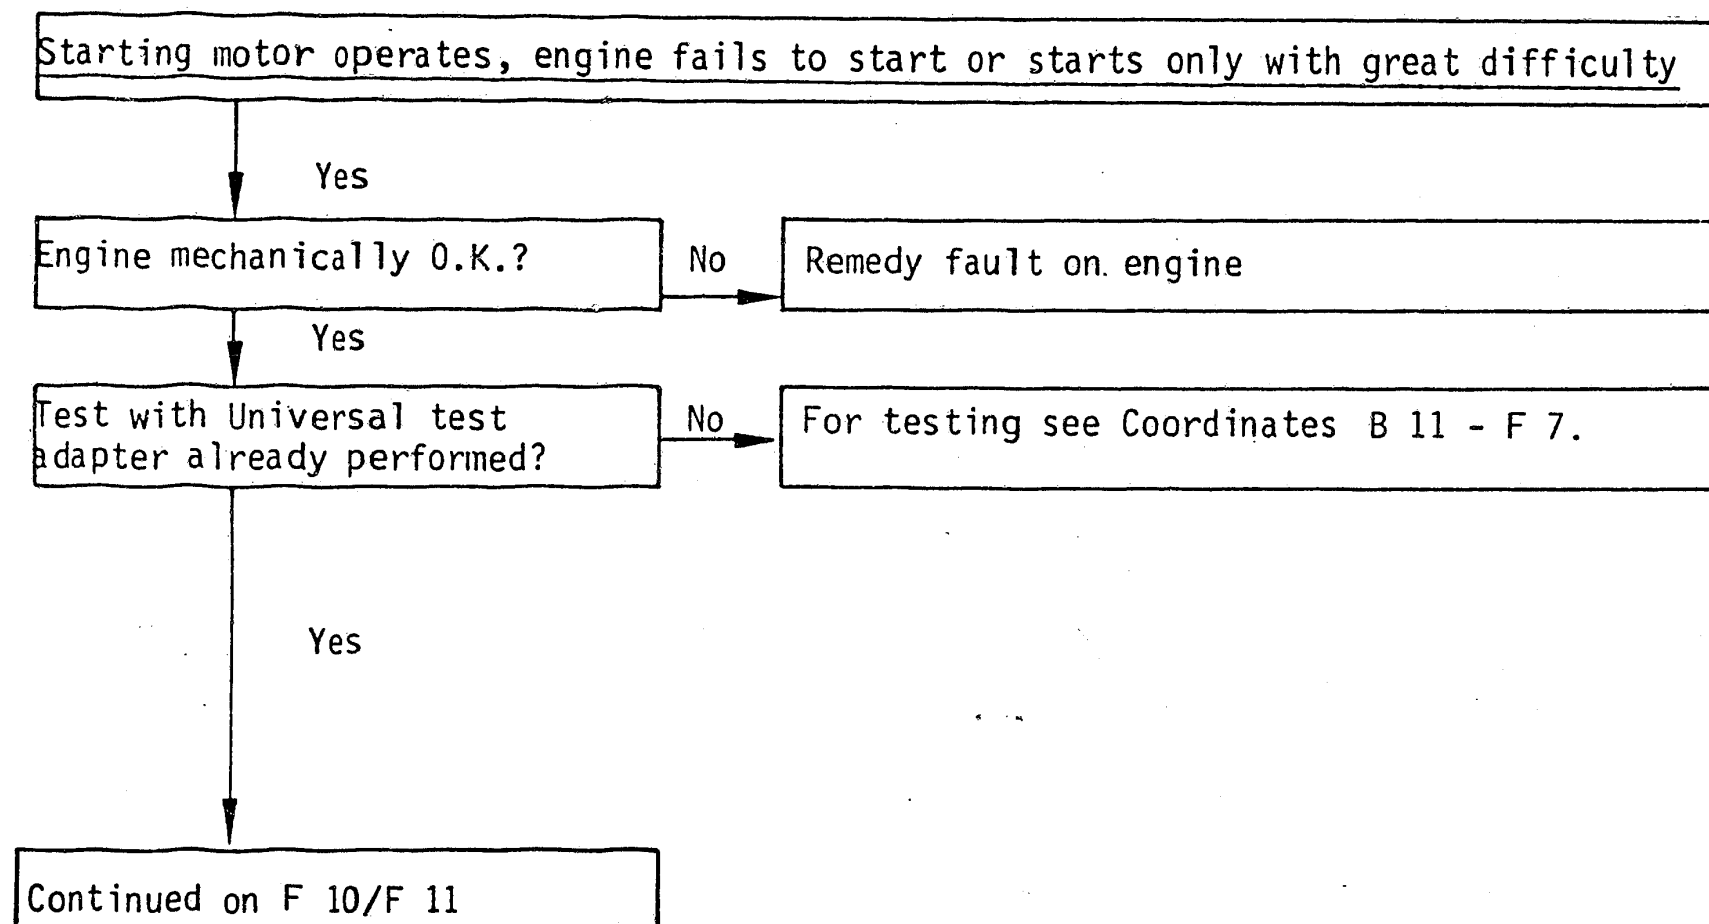 Starting motor operates, engine fails to start or starts only with great difficulty
Yes
Engine mechanically O.K.?
No
Remedy fault on engine
Yes
Test with Universal test
adapter already performed?
No
For testing see Coordinates B 11 - F 7.
Yes
Continued on F 10/F 11